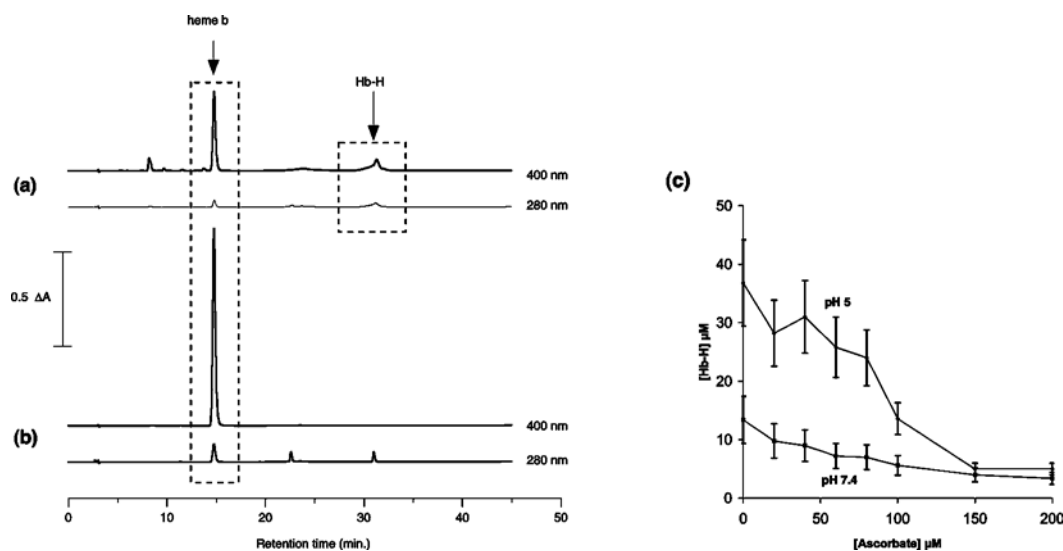 heme b
Hb-H
400 nm
(a)
280 nm
0.5 ΔA
400 nm
(b)
280 nm
0 10 20 30 40 50
Retention time (min.)
(c)
50
40
30
20
10
0
[Hb-H] µM
pH 5
pH 7.4
0 50 100 150 200
[Ascorbate] µM